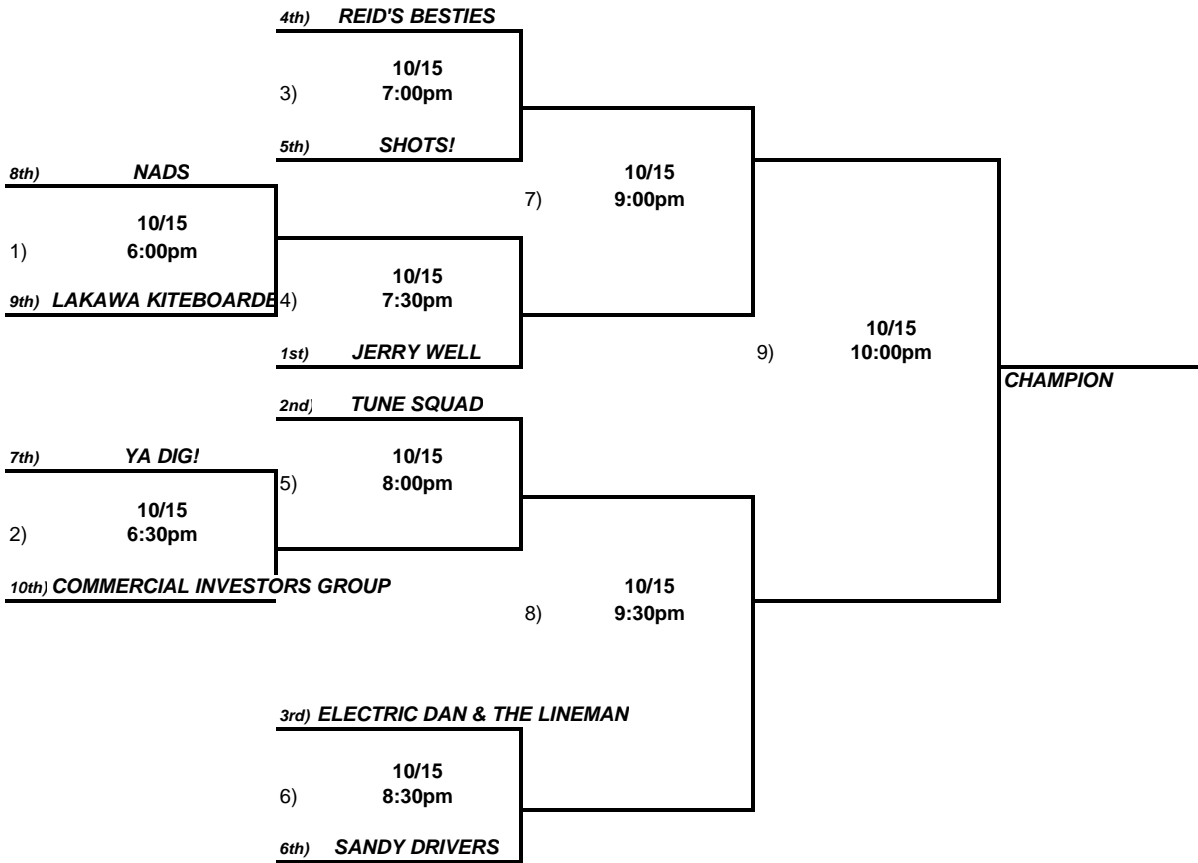 4th) REID'S BESTIES
10/15
3) 7:00pm
5th) SHOTS!
8th) NADS
10/15
7) 9:00pm
10/15
1) 6:00pm
10/15
9th) LAKAWA KITEBOARDE
4) 7:30pm
10/15
9) 10:00pm
1st) JERRY WELL
CHAMPION
2nd) TUNE SQUAD
7th) YA DIG!
10/15
5) 8:00pm
10/15
2) 6:30pm
10th) COMMERCIAL INVESTORS GROUP
10/15
8) 9:30pm
3rd) ELECTRIC DAN & THE LINEMAN
10/15
6) 8:30pm
6th) SANDY DRIVERS